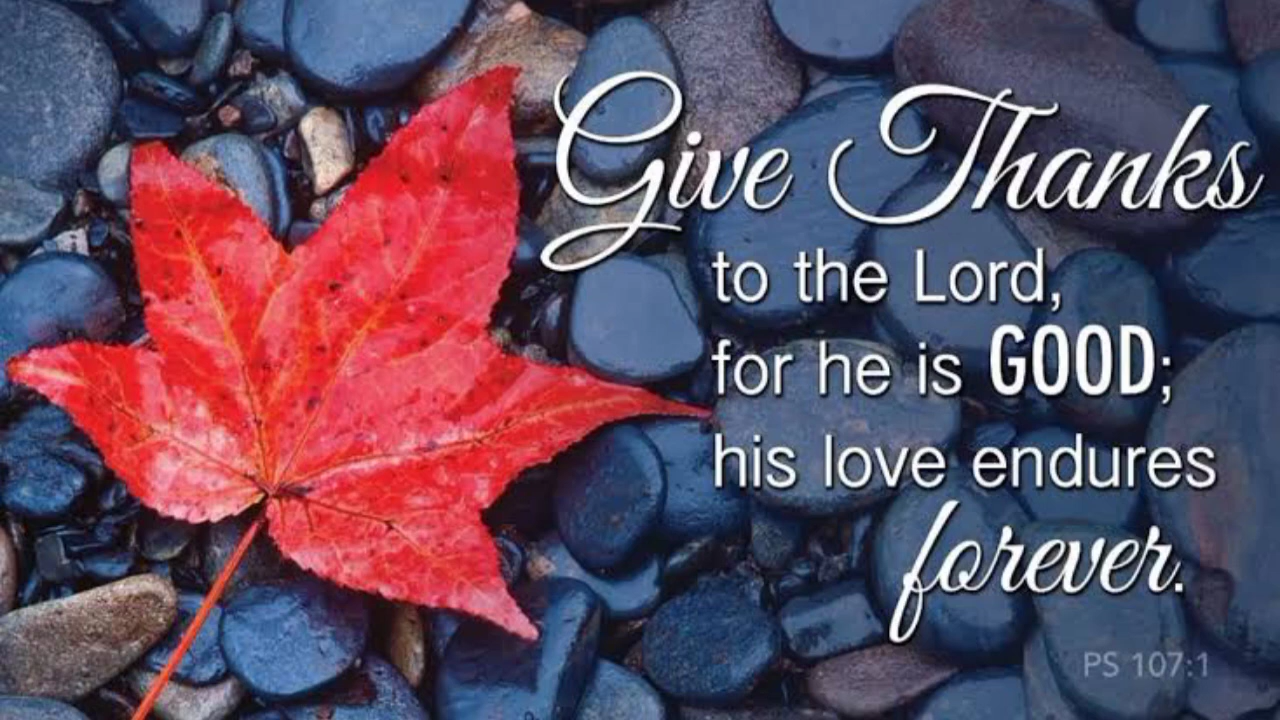 Give Thanks
to the Lord,
for he is GOOD;
his love endures
forever.
PS 107:1